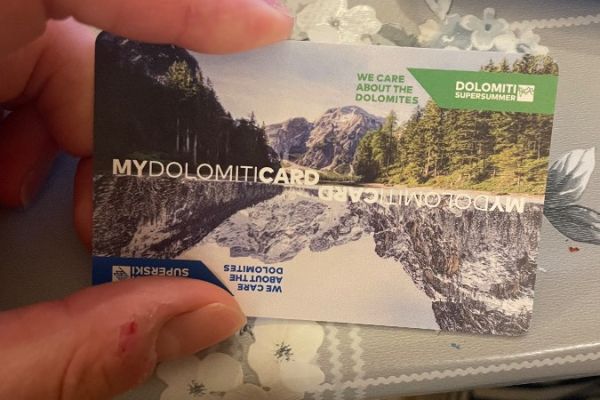 WE CARE
ABOUT THE
DOLOMITES
DOLOMITI
SUPERSUMMER
MYDOLOMITICARD
MYDOLOMITICARD
WE CARE
ABOUT THE
DOLOMITES
SUPERSKI